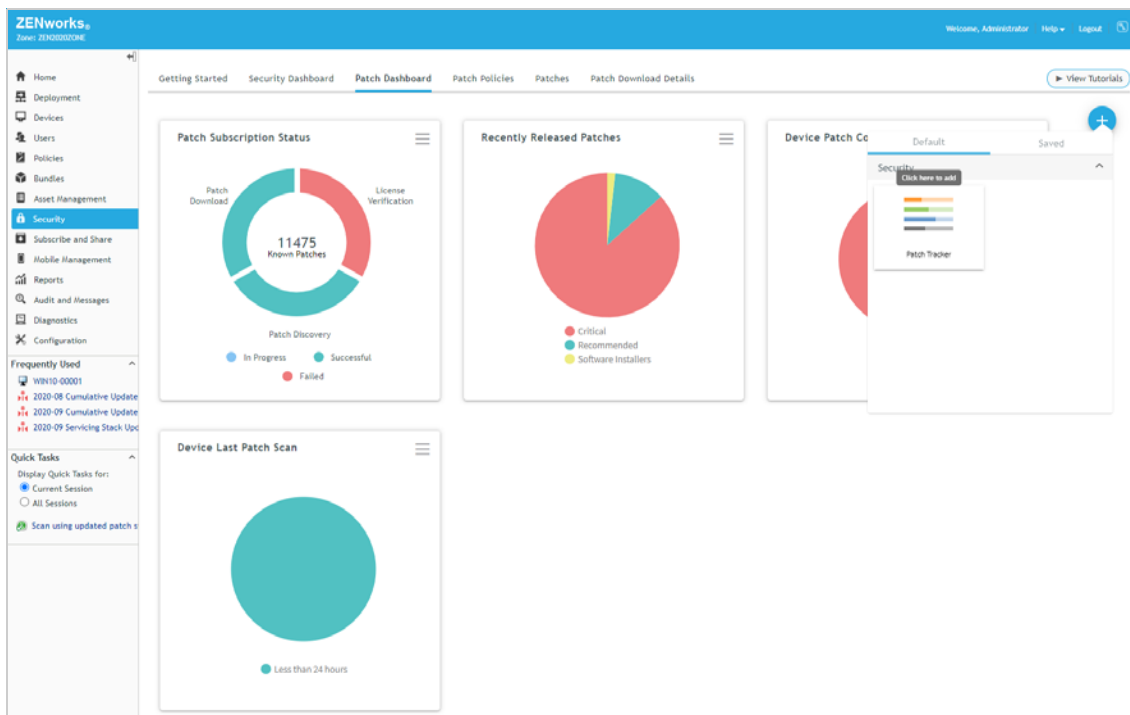 ZENworks®
Zone: ZEN2020ZONE
Welcome, Administrator Help Logout
Home
Deployment
Devices
Users
Policies
Bundles
Asset Management
Security
Subscribe and Share
Mobile Management
Reports
Audit and Messages
Diagnostics
Configuration
Frequently Used
WIN10-00001
2020-08 Cumulative Update
2020-09 Cumulative Update
2020-09 Servicing Stack Upd
Quick Tasks
Display Quick Tasks for:
Current Session
All Sessions
Scan using updated patch s
Getting Started Security Dashboard Patch Dashboard Patch Policies Patches Patch Download Details
View Tutorials
Patch Subscription Status
Patch
Download
License
Verification
11475
Known Patches
Patch Discovery
In Progress Successful
Failed
Recently Released Patches
Critical
Recommended
Software Installers
Device Patch Co
Default Saved
Security
Click here to add
Patch Tracker
Device Last Patch Scan
Less than 24 hours